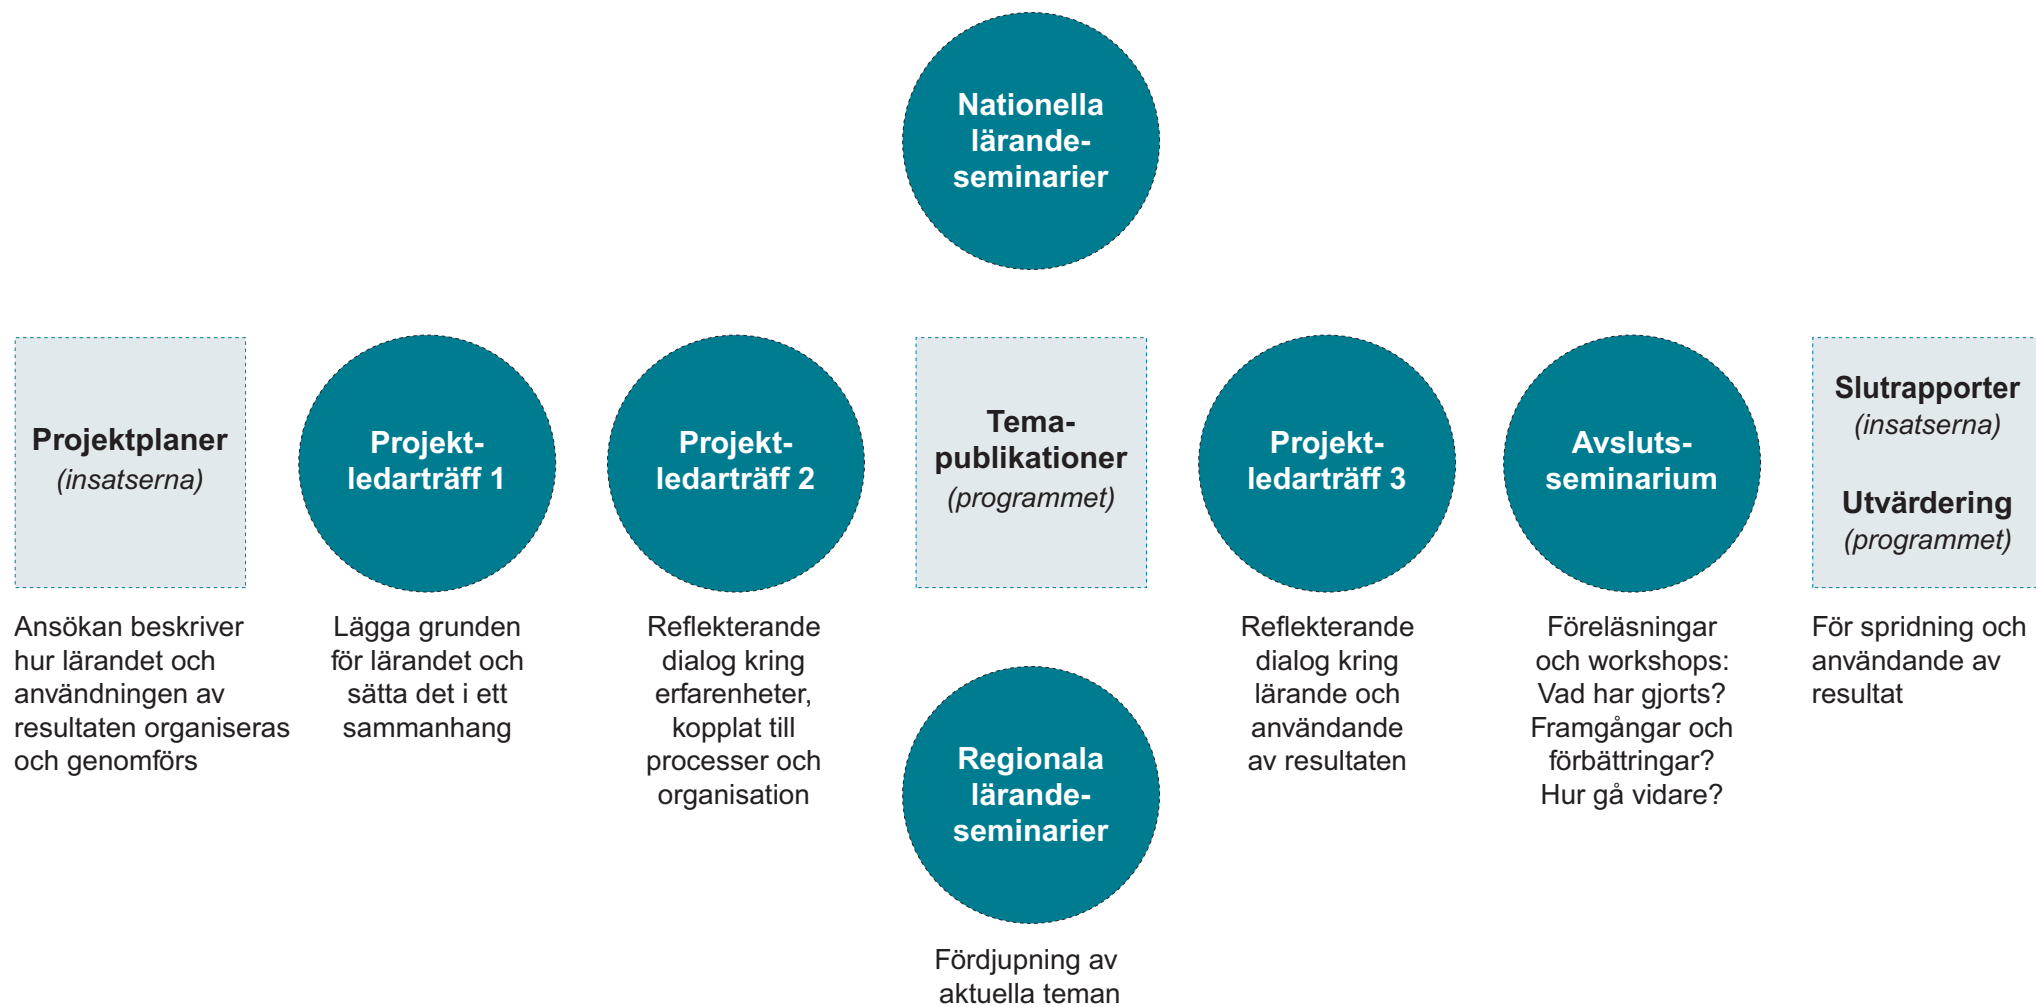 Nationella
lärande-
seminarier
Projektplaner
(insatserna)
Ansökan beskriver
hur lärandet och
användningen av
resultaten organiseras
och genomförs
Projekt-
ledarträff 1
Lägga grunden
för lärandet och
sätta det i ett
sammanhang
Projekt-
ledarträff 2
Reflekterande
dialog kring
erfarenheter,
kopplat till
processer och
organisation
Tema-
publikationer
(programmet)
Regionala
lärande-
seminarier
Fördjupning av
aktuella teman
Projekt-
ledarträff 3
Reflekterande
dialog kring
lärande och
användande
av resultaten
Avsluts-
seminarium
Föreläsningar
och workshops:
Vad har gjorts?
Framgångar och
förbättringar?
Hur gå vidare?
Slutrapporter
(insatserna)
Utvärdering
(programmet)
För spridning och
användande av
resultat